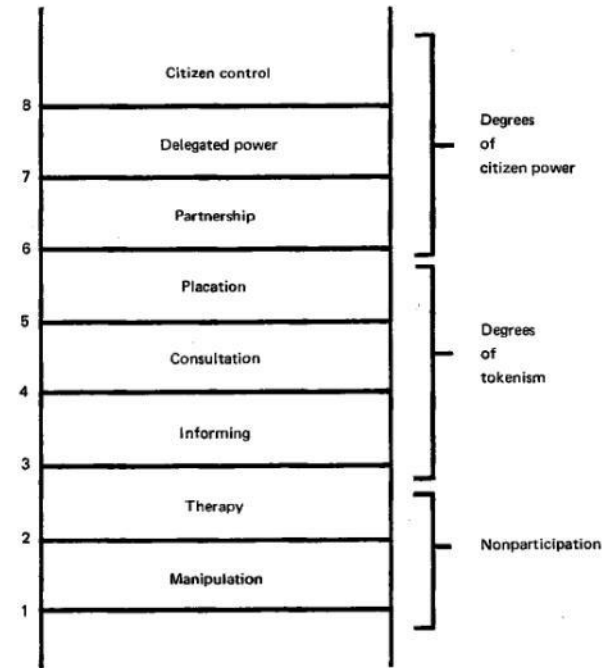 Citizen control
8
Delegated power
7
Partnership
6
Placation
5
Consultation
4
Informing
3
Therapy
2
Manipulation
1
Degrees
of
citizen power
Degrees
of
tokenism
Nonparticipation